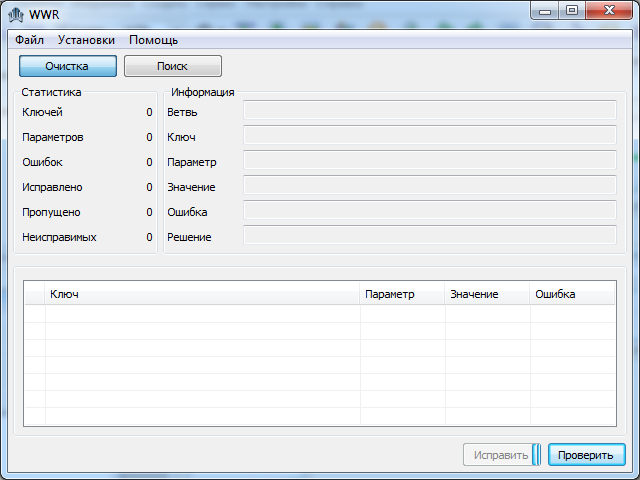 WWR
Файл Установки Помощь
Очистка Поиск
Статистика Информация
Ключей 0 Ветвь
Параметров 0 Ключ
Ошибок 0 Параметр
Исправлено 0 Значение
Пропущено 0 Ошибка
Неисправимых 0 Решение
Ключ Параметр Значение Ошибка
Исправить Проверить